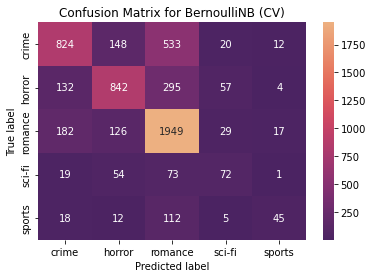 Confusion Matrix for BernoulliNB (CV)
True label
crime 824 148 533 20 12
horror 132 842 295 57 4
romance 182 126 1949 29 17
sci-fi 19 54 73 72 1
sports 18 12 112 5 45
crime horror romance sci-fi sports
Predicted label
1750
1500
1250
1000
750
500
250